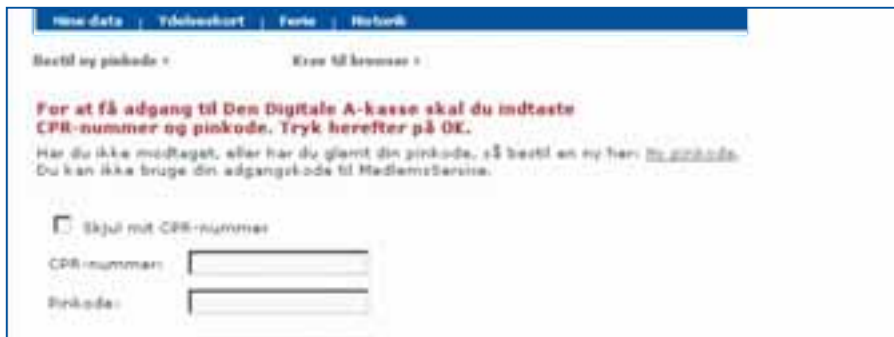 Mine data | Ydelseskort | Ferie | Historik
Bestil ny pinkode › Krav til browser ›
For at få adgang til Den Digitale A-kasse skal du indtaste
CPR-nummer og pinkode. Tryk herefter på OK.
Har du ikke modtaget, eller har du glemt din pinkode, så bestil en ny her: Ny pinkode.
Du kan ikke bruge din adgangskode til MedlemsService.
Skjul mit CPR-nummer
CPR-nummer:
Pinkode: